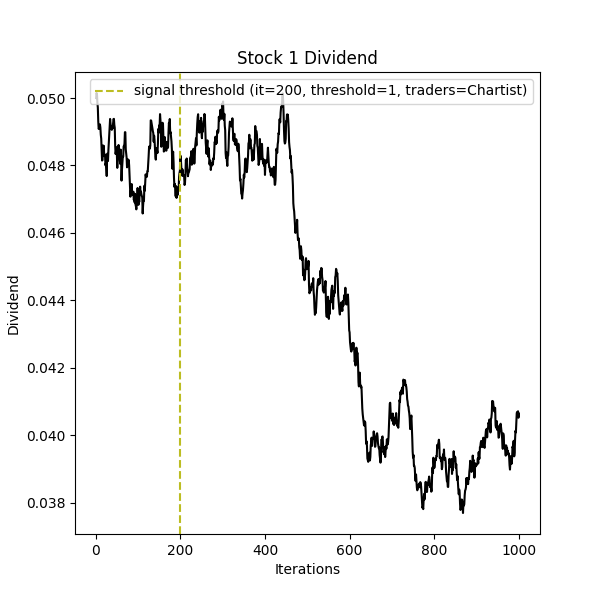 Stock 1 Dividend
signal threshold (it=200, threshold=1, traders=Chartist)
0.050
0.048
0.046
0.044
0.042
0.040
0.038
Dividend
0 200 400 600 800 1000
Iterations